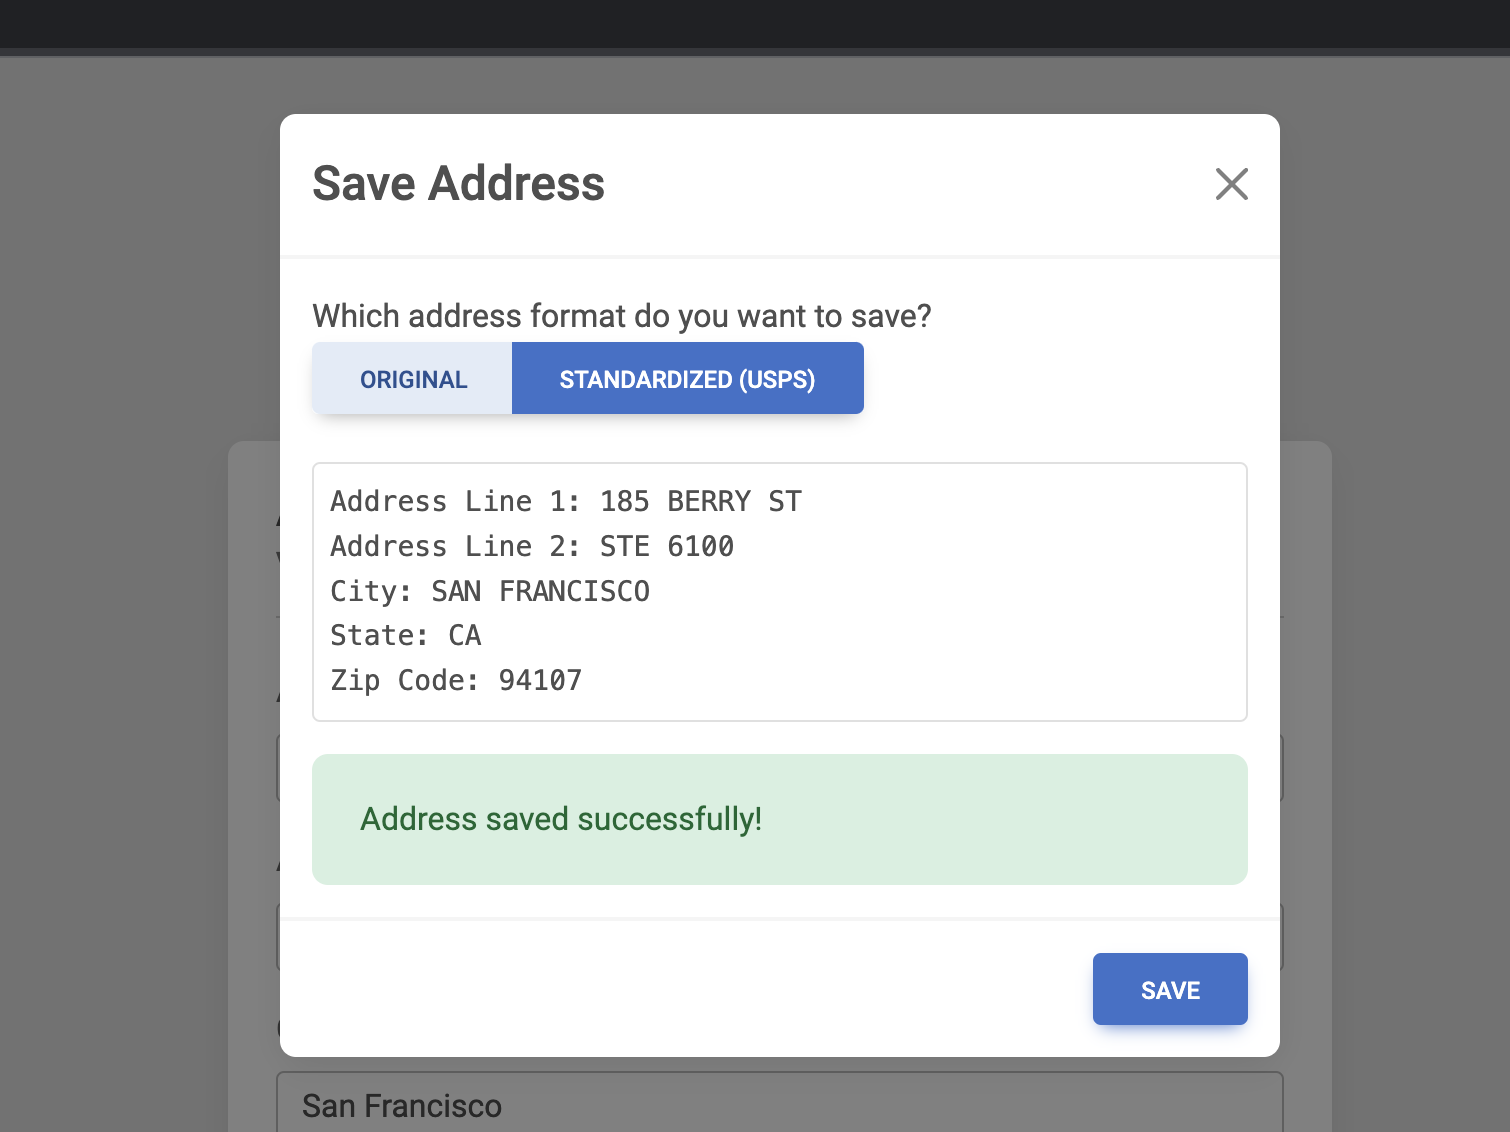 Save Address
Which address format do you want to save?
ORIGINAL
STANDARDIZED (USPS)
Address Line 1: 185 BERRY ST
Address Line 2: STE 6100
City: SAN FRANCISCO
State: CA
Zip Code: 94107
Address saved successfully!
SAVE
San Francisco